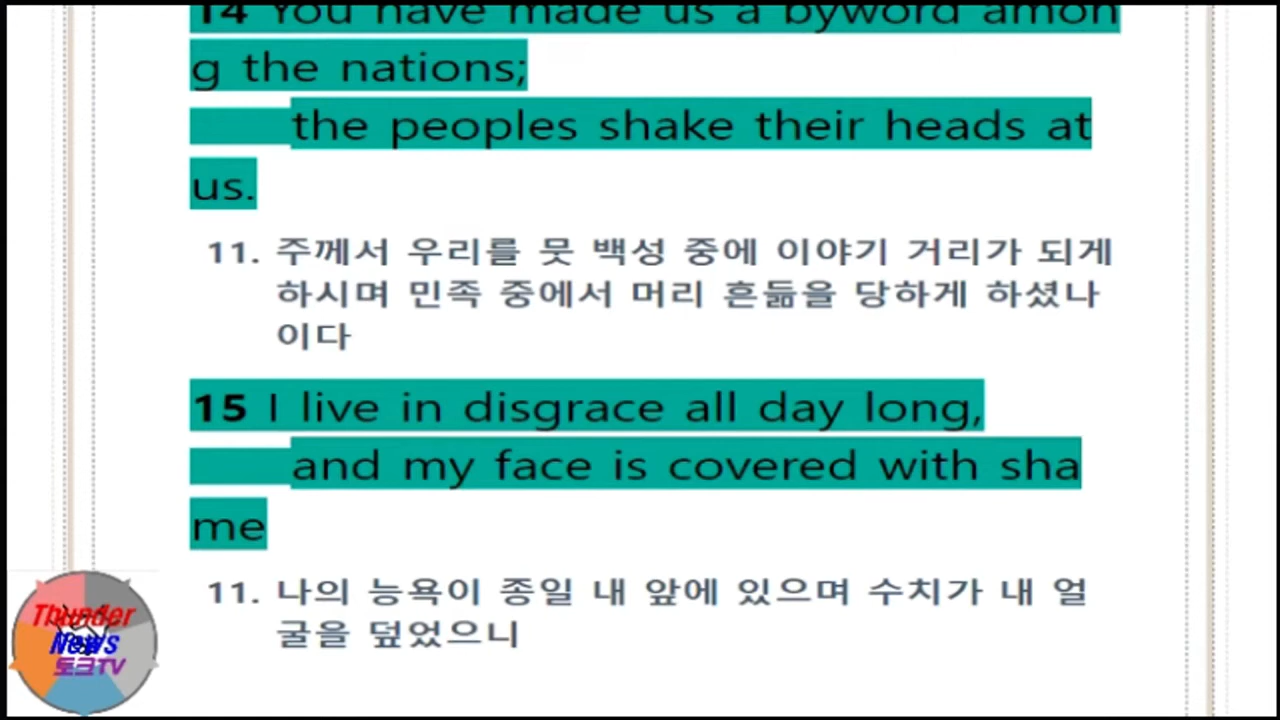 14 You have made us a byword amon
g the nations;
the peoples shake their heads at
us.
11. 주께서 우리를 뭇 백성 중에 이야기 거리가 되게
하시며 민족 중에서 머리 흔듦을 당하게 하셨나
이다
15 I live in disgrace all day long,
and my face is covered with sha
me
11. 나의 능욕이 종일 내 앞에 있으며 수치가 내 얼
굴을 덮었으니
Thunder
News
토크TV